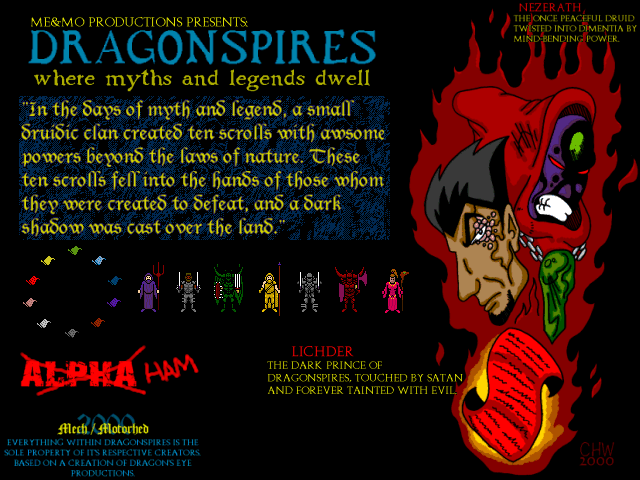 ME&MO PRODUCTIONS PRESENTS:
DRAGONSPIRES
where myths and legends dwell
"In the days of myth and legend, a small
druidic clan created ten scrolls with awsome
powers beyond the laws of nature. These
ten scrolls fell into the hands of those whom
they were created to defeat, and a dark
shadow was cast over the land."
NEZERATH,
THE ONCE PEACEFUL DRUID
TWISTED INTO DIMENTIA BY
MIND-BENDING POWER.
LICHDER
THE DARK PRINCE OF
DRAGONSPIRES, TOUCHED BY SATAN
AND FOREVER TAINTED WITH EVIL.
ALPHA HAM
2000
Mech / Motorhed
EVERYTHING WITHIN DRAGONSPIRES IS THE
SOLE PROPERTY OF IT'S RESPECTIVE CREATORS.
BASED ON A CREATION OF DRAGON'S EYE
PRODUCTIONS.
CHW
2000